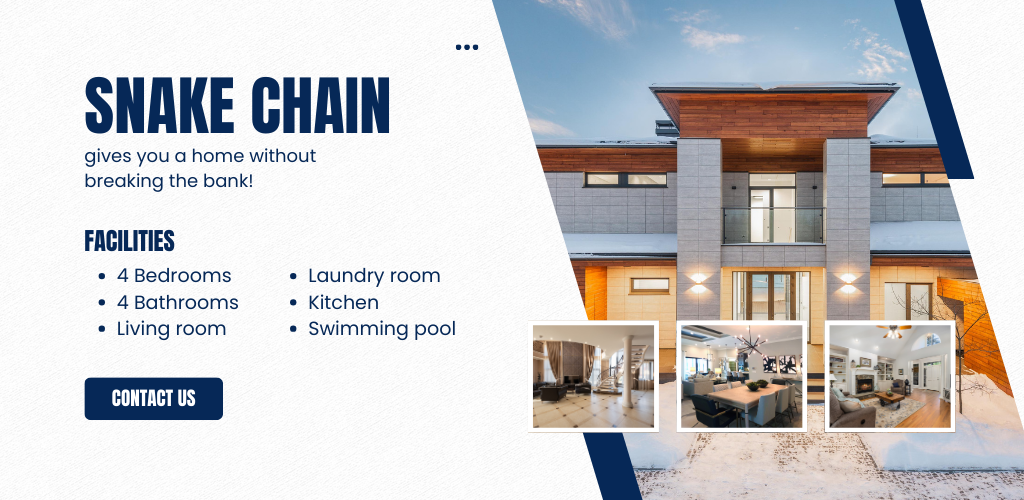 SNAKE CHAIN
gives you a home without
breaking the bank!
FACILITIES
4 Bedrooms
4 Bathrooms
Living room
Laundry room
Kitchen
Swimming pool
CONTACT US